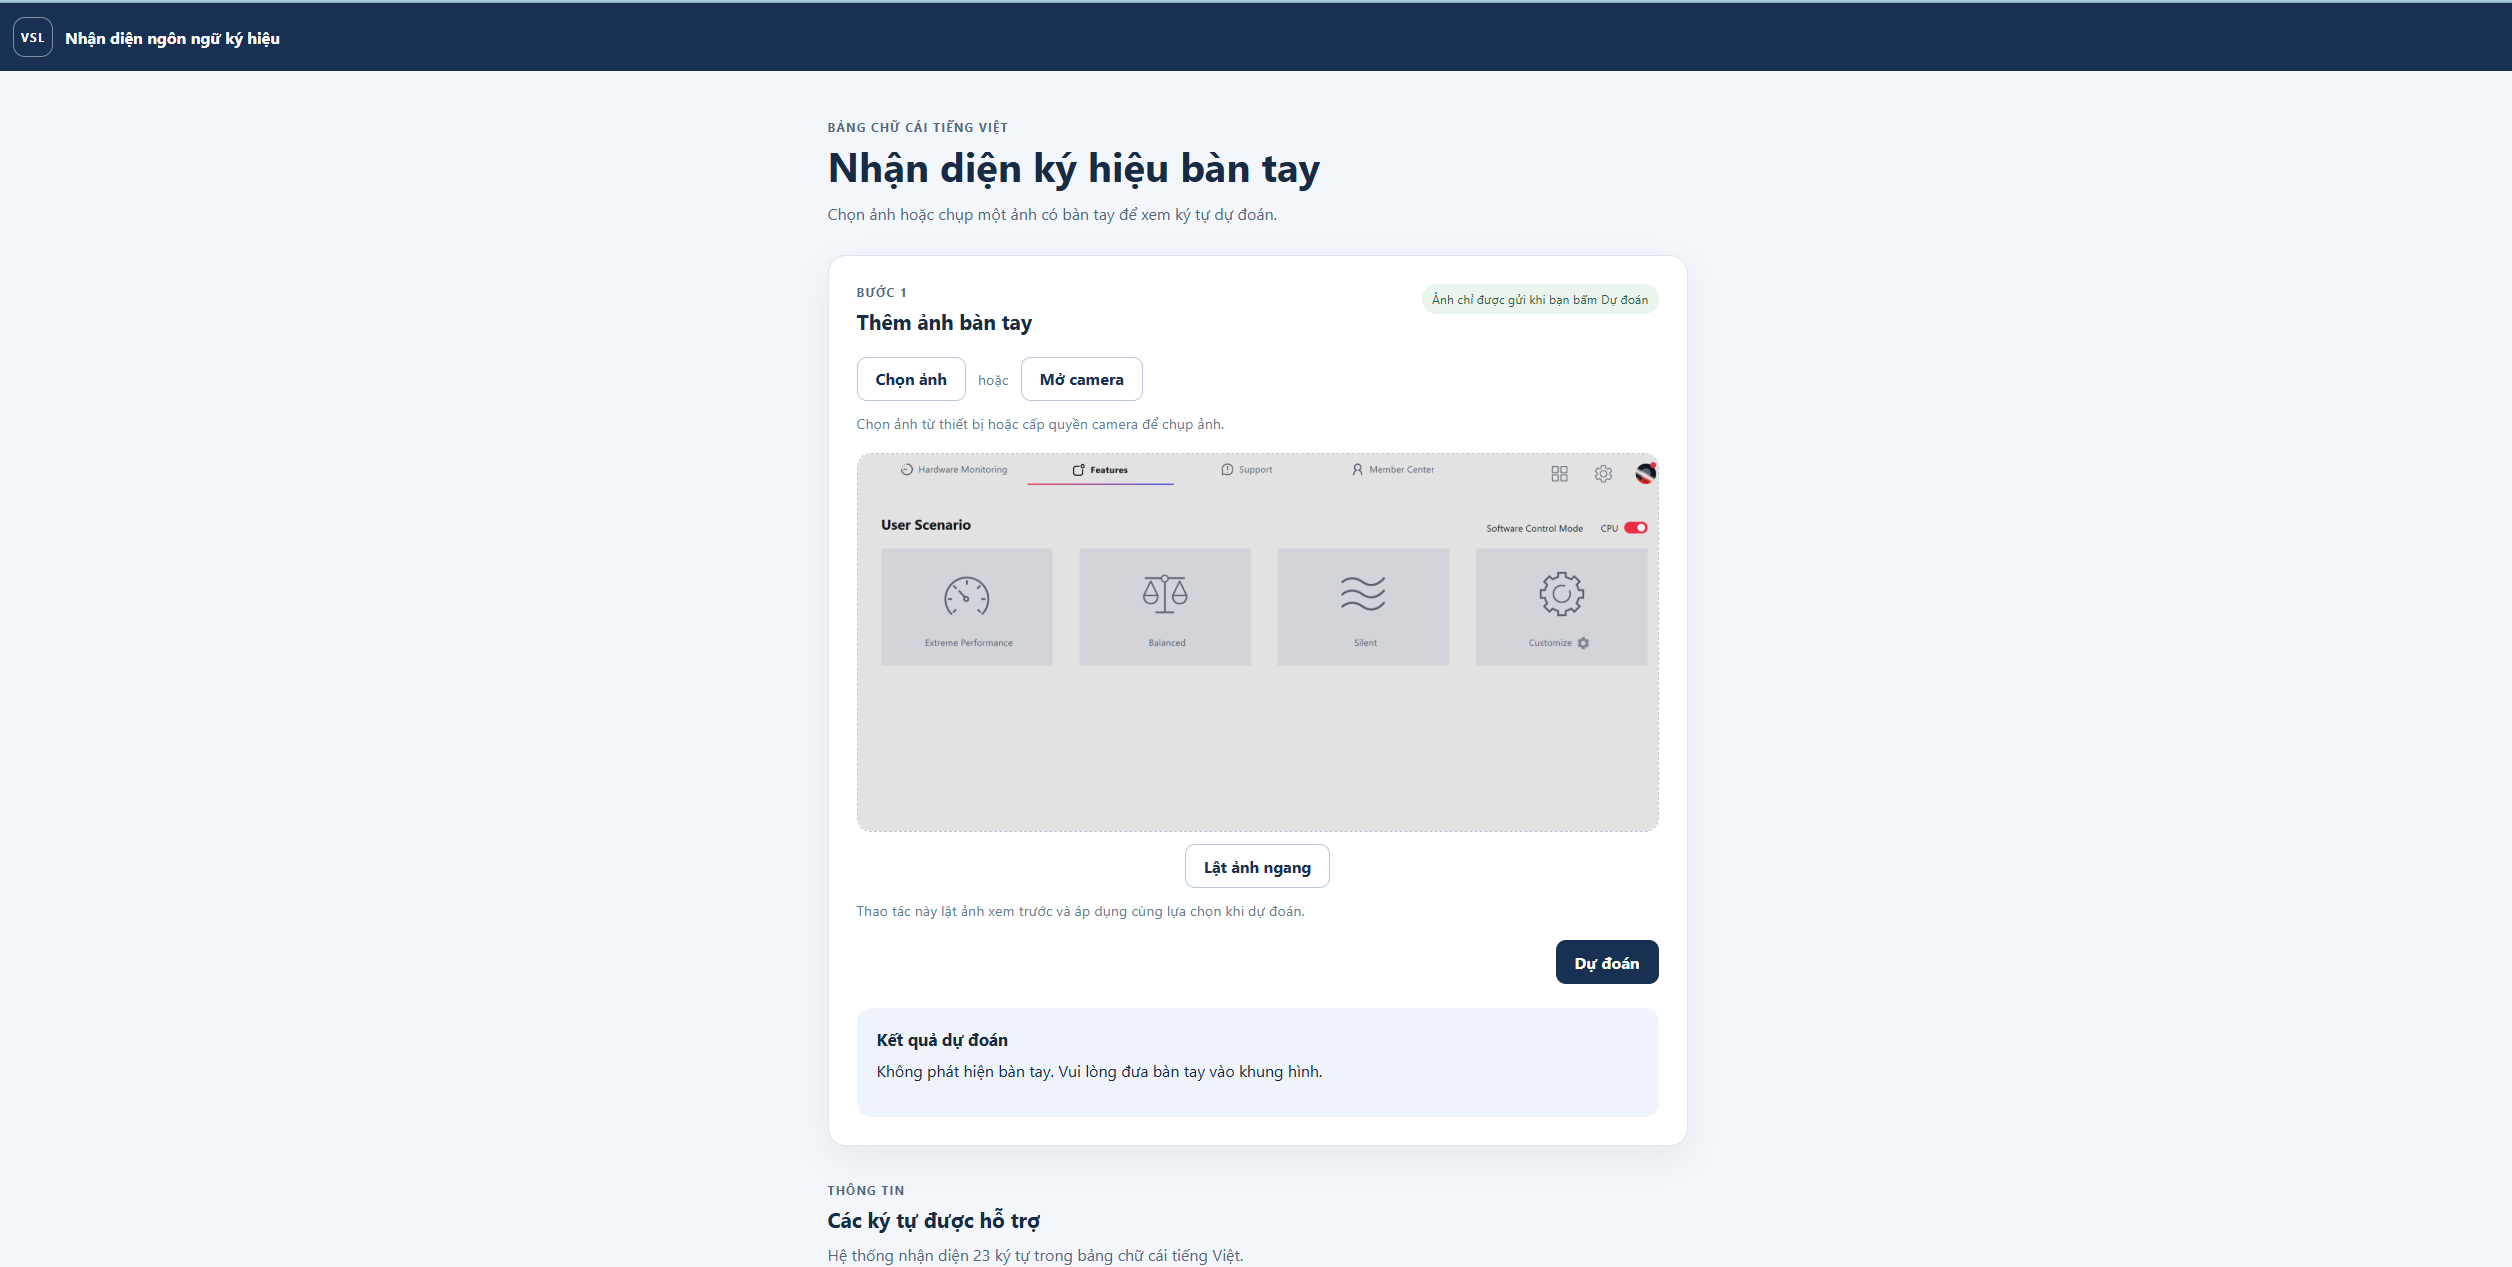 VSL Nhận diện ngôn ngữ ký hiệu
BẢNG CHỮ CÁI TIẾNG VIỆT
Nhận diện ký hiệu bàn tay
Chọn ảnh hoặc chụp một ảnh có bàn tay để xem ký tự dự đoán.
BƯỚC 1
Ảnh chỉ được gửi khi bạn bấm Dự đoán
Thêm ảnh bàn tay
Chọn ảnh hoặc Mở camera
Chọn ảnh từ thiết bị hoặc cấp quyền camera để chụp ảnh.
Hardware Monitoring Features Support Member Center
User Scenario
Software Control Mode CPU
Extreme Performance Balanced Silent Customize
Lật ảnh ngang
Thao tác này lật ảnh xem trước và áp dụng cùng lựa chọn khi dự đoán.
Dự đoán
Kết quả dự đoán
Không phát hiện bàn tay. Vui lòng đưa bàn tay vào khung hình.
THÔNG TIN
Các ký tự được hỗ trợ
Hệ thống nhận diện 23 ký tự trong bảng chữ cái tiếng Việt.